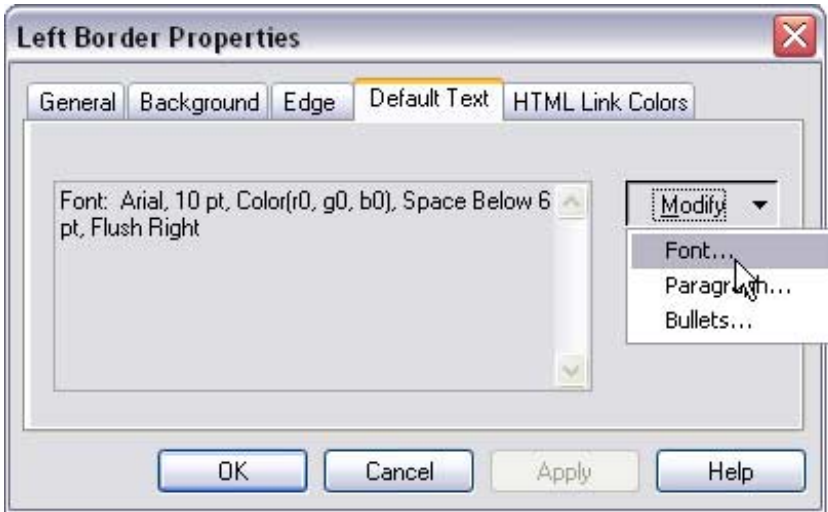 Left Border Properties
General Background Edge Default Text HTML Link Colors
Font: Arial, 10 pt, Color(r0, g0, b0), Space Below 6
pt, Flush Right
Modify
Font...
Paragraph...
Bullets...
OK Cancel Apply Help